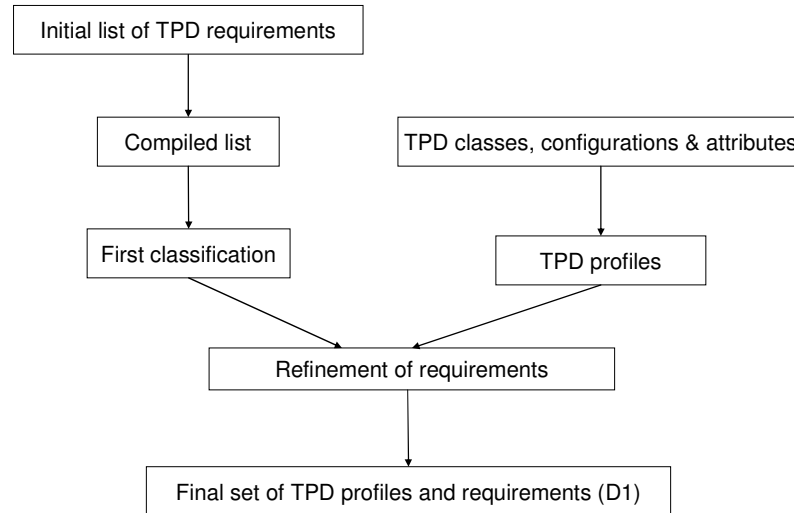 Initial list of TPD requirements
Compiled list
TPD classes, configurations & attributes
First classification
TPD profiles
Refinement of requirements
Final set of TPD profiles and requirements (D1)